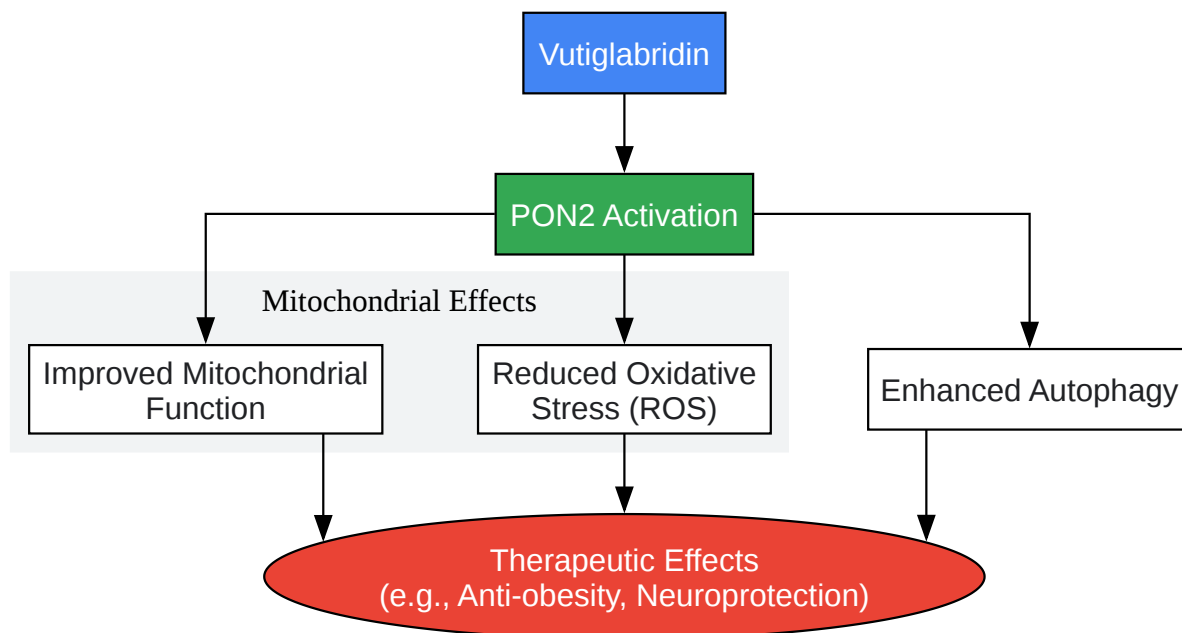 Vutiglabridin
PON2 Activation
Mitochondrial Effects
Improved Mitochondrial
Function
Reduced Oxidative
Stress (ROS)
Enhanced Autophagy
Therapeutic Effects
(e.g., Anti-obesity, Neuroprotection)